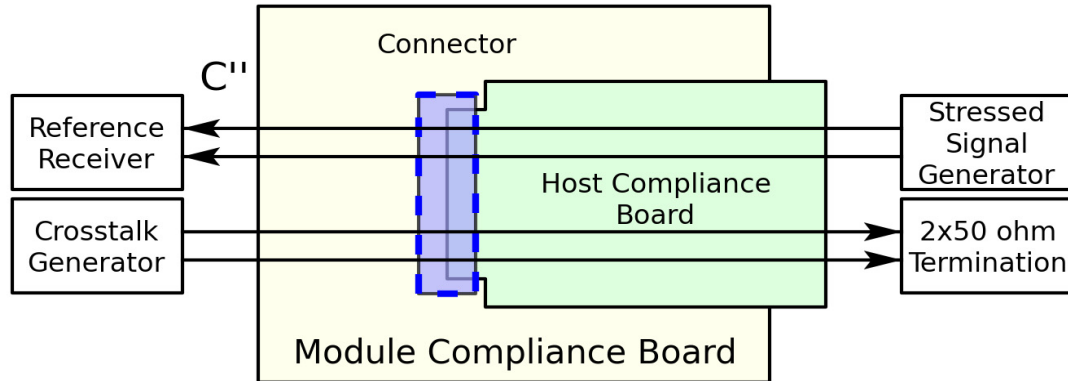 Connector
C''
Reference
Receiver
Stressed
Signal
Generator
Host Compliance
Board
Crosstalk
Generator
2x50 ohm
Termination
Module Compliance Board